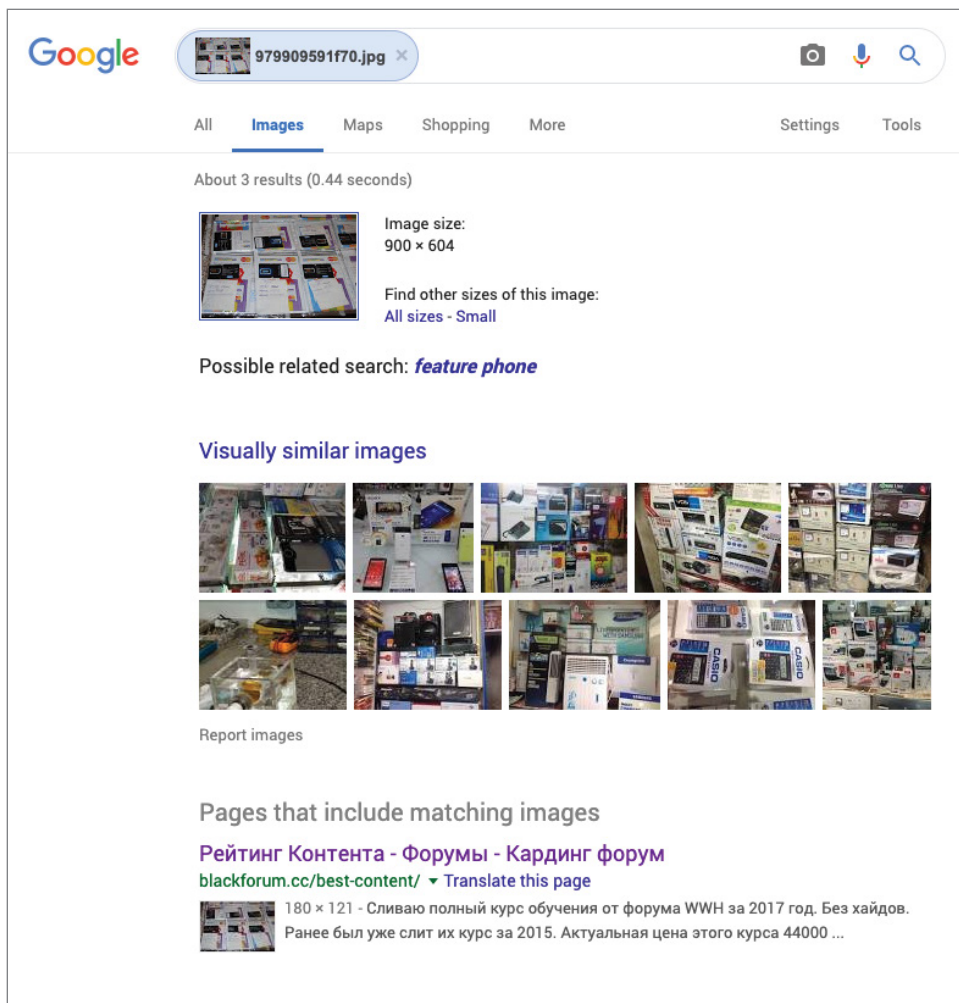 Google
979909591f70.jpg ×
All Images Maps Shopping More Settings Tools
About 3 results (0.44 seconds)
Image size:
900 × 604
Find other sizes of this image:
All sizes - Small
Possible related search: feature phone
Visually similar images
CASIO
CASIO
Report images
Pages that include matching images
Рейтинг Контента - Форумы - Кардинг форум
blackforum.cc/best-content/ ▼ Translate this page
180 × 121 - Сливаю полный курс обучения от форума WWH за 2017 год. Без хайдов.
Ранее был уже слит их курс за 2015. Актуальная цена этого курса 44000 ...